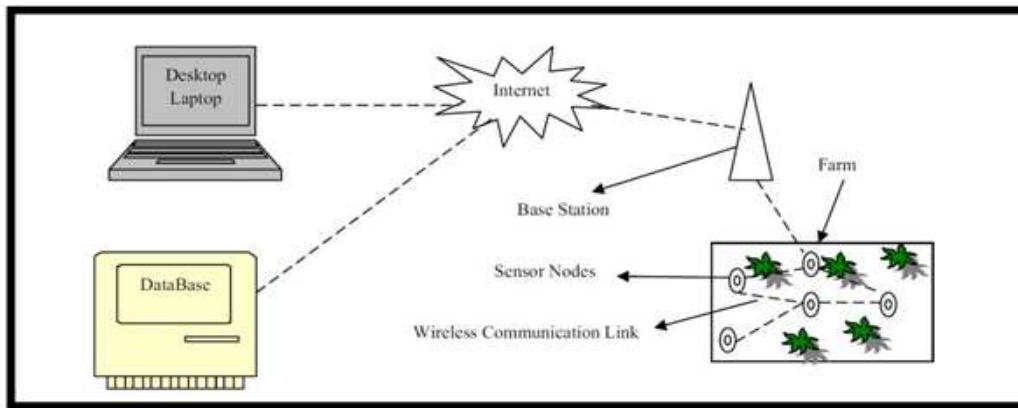 Desktop
Laptop
Internet
Farm
Base Station
Sensor Nodes
DataBase
Wireless Communication Link